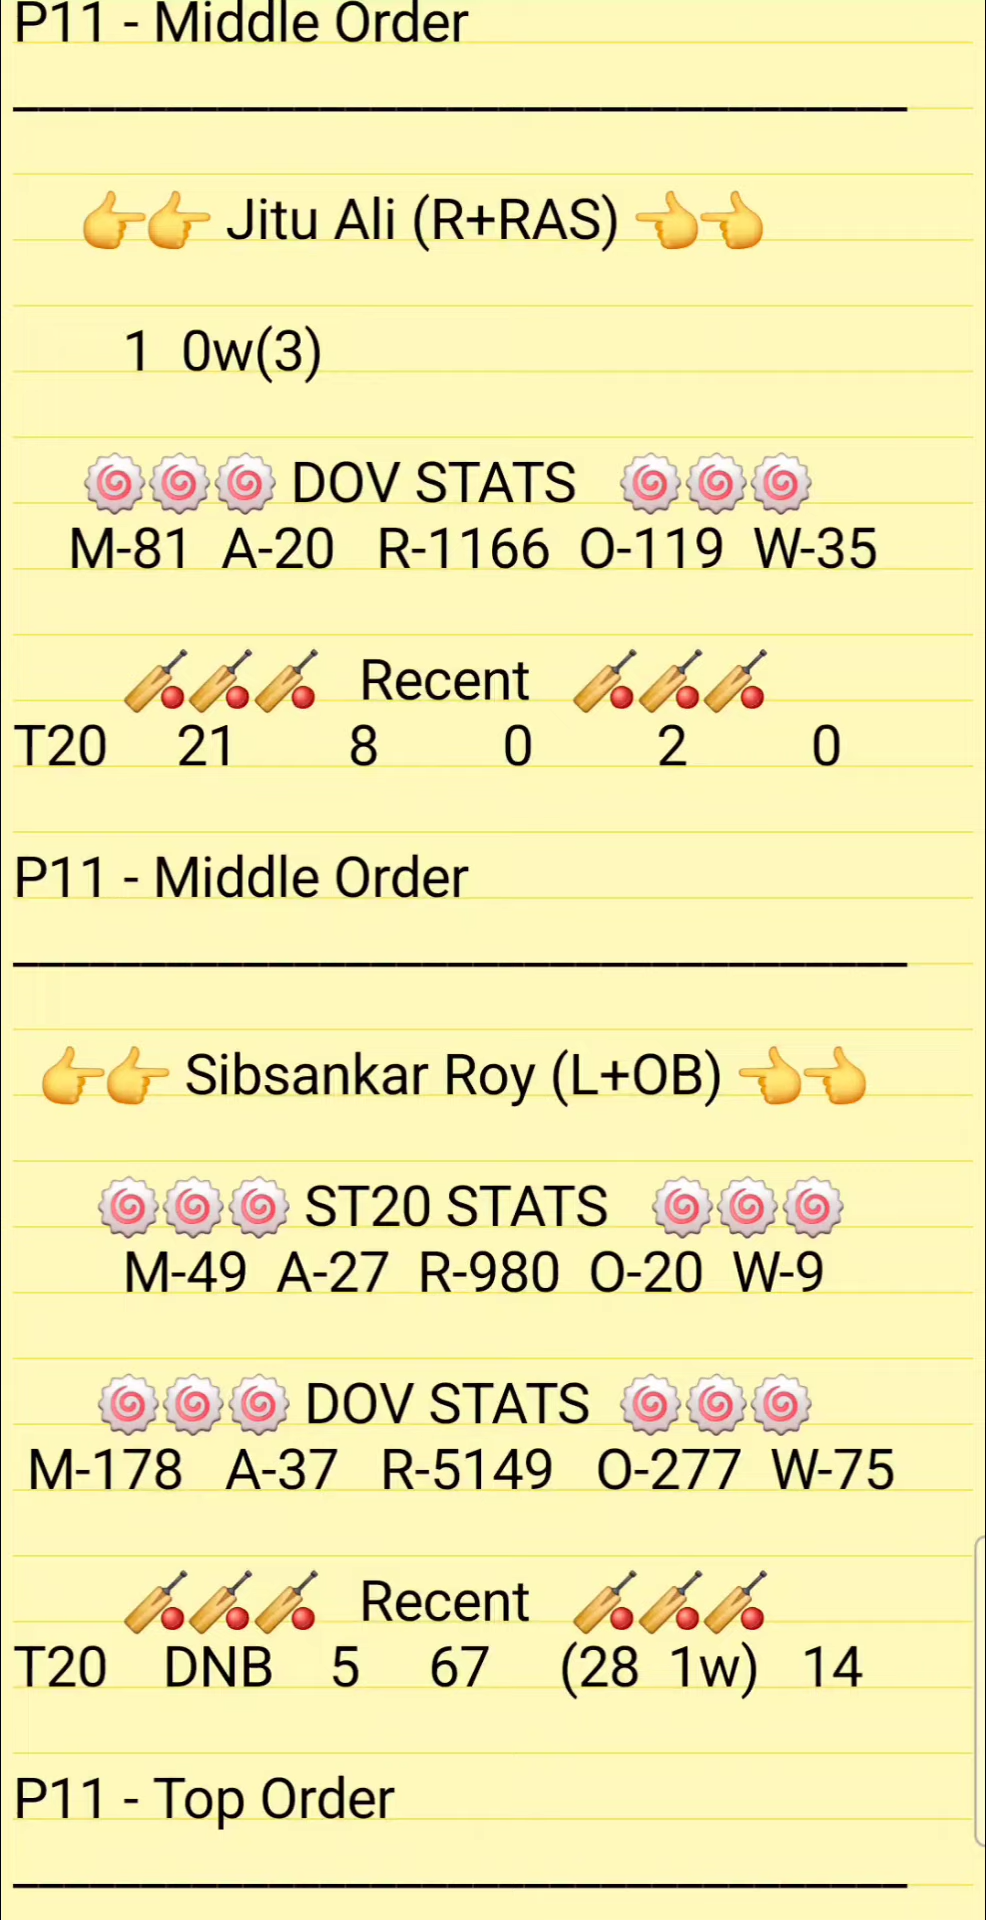 P11 - Middle Order
👉👉 Jitu Ali (R+RAS) 👈👈
1 0w(3)
🍥🍥🍥 DOV STATS 🍥🍥🍥
M-81 A-20 R-1166 O-119 W-35
🏏🏏🏏 Recent 🏏🏏🏏
T20 21 8 0 2 0
P11 - Middle Order
👉👉 Sibsankar Roy (L+OB) 👈👈
🍥🍥🍥 ST20 STATS 🍥🍥🍥
M-49 A-27 R-980 O-20 W-9
🍥🍥🍥 DOV STATS 🍥🍥🍥
M-178 A-37 R-5149 O-277 W-75
🏏🏏🏏 Recent 🏏🏏🏏
T20 DNB 5 67 (28 1w) 14
P11 - Top Order